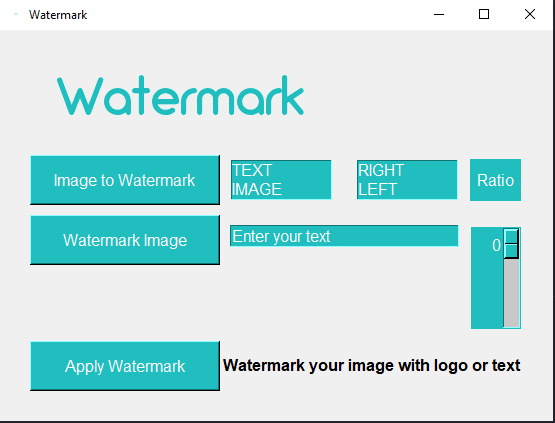 Watermark
Watermark
Image to Watermark
TEXT
IMAGE
RIGHT
LEFT
Ratio
Watermark Image
Enter your text
0
Apply Watermark
Watermark your image with logo or text